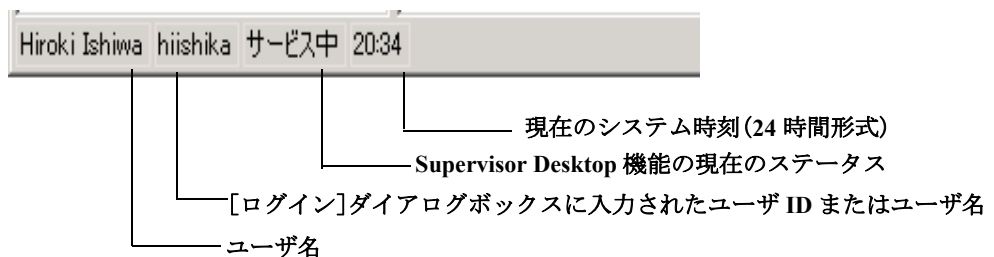 Hiroki Ishiwa hiishika サービス中 20:34
現在のシステム時刻(24 時間形式)
Supervisor Desktop 機能の現在のステータス
[ログイン]ダイアログボックスに入力されたユーザ ID またはユーザ名
ユーザ名